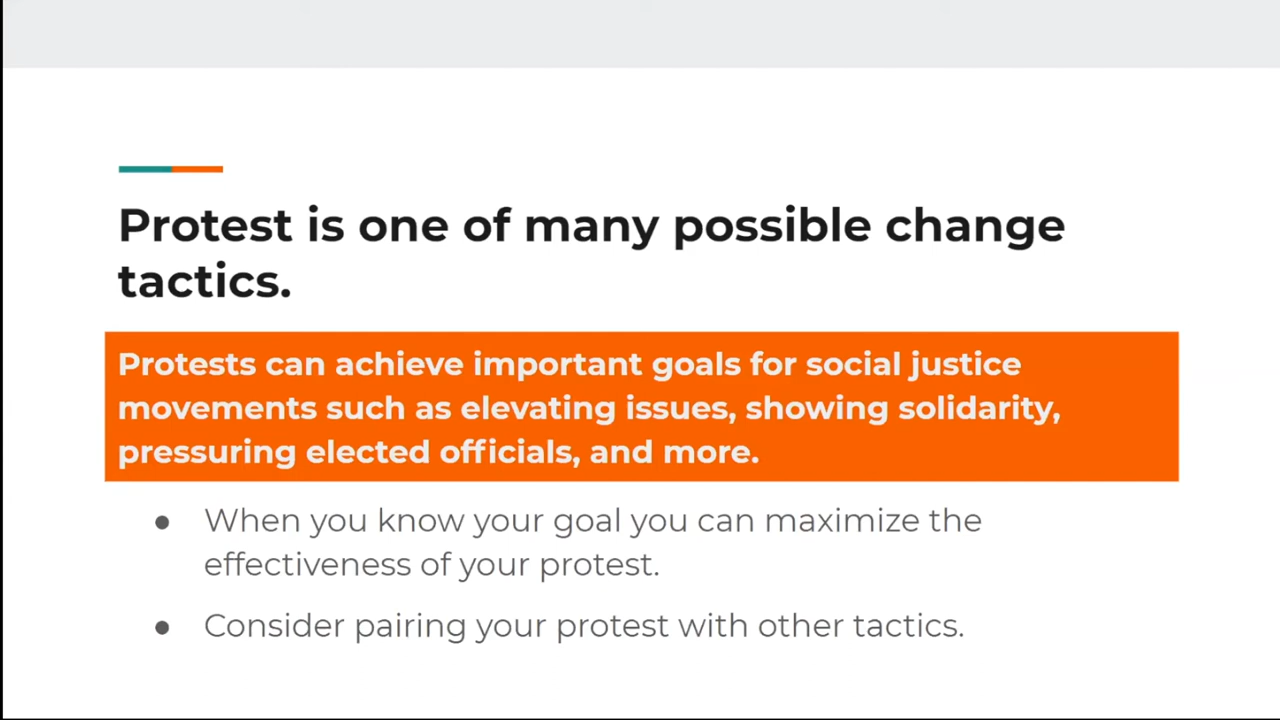 Protest is one of many possible change
tactics.
Protests can achieve important goals for social justice
movements such as elevating issues, showing solidarity,
pressuring elected officials, and more.
● When you know your goal you can maximize the
effectiveness of your protest.
● Consider pairing your protest with other tactics.